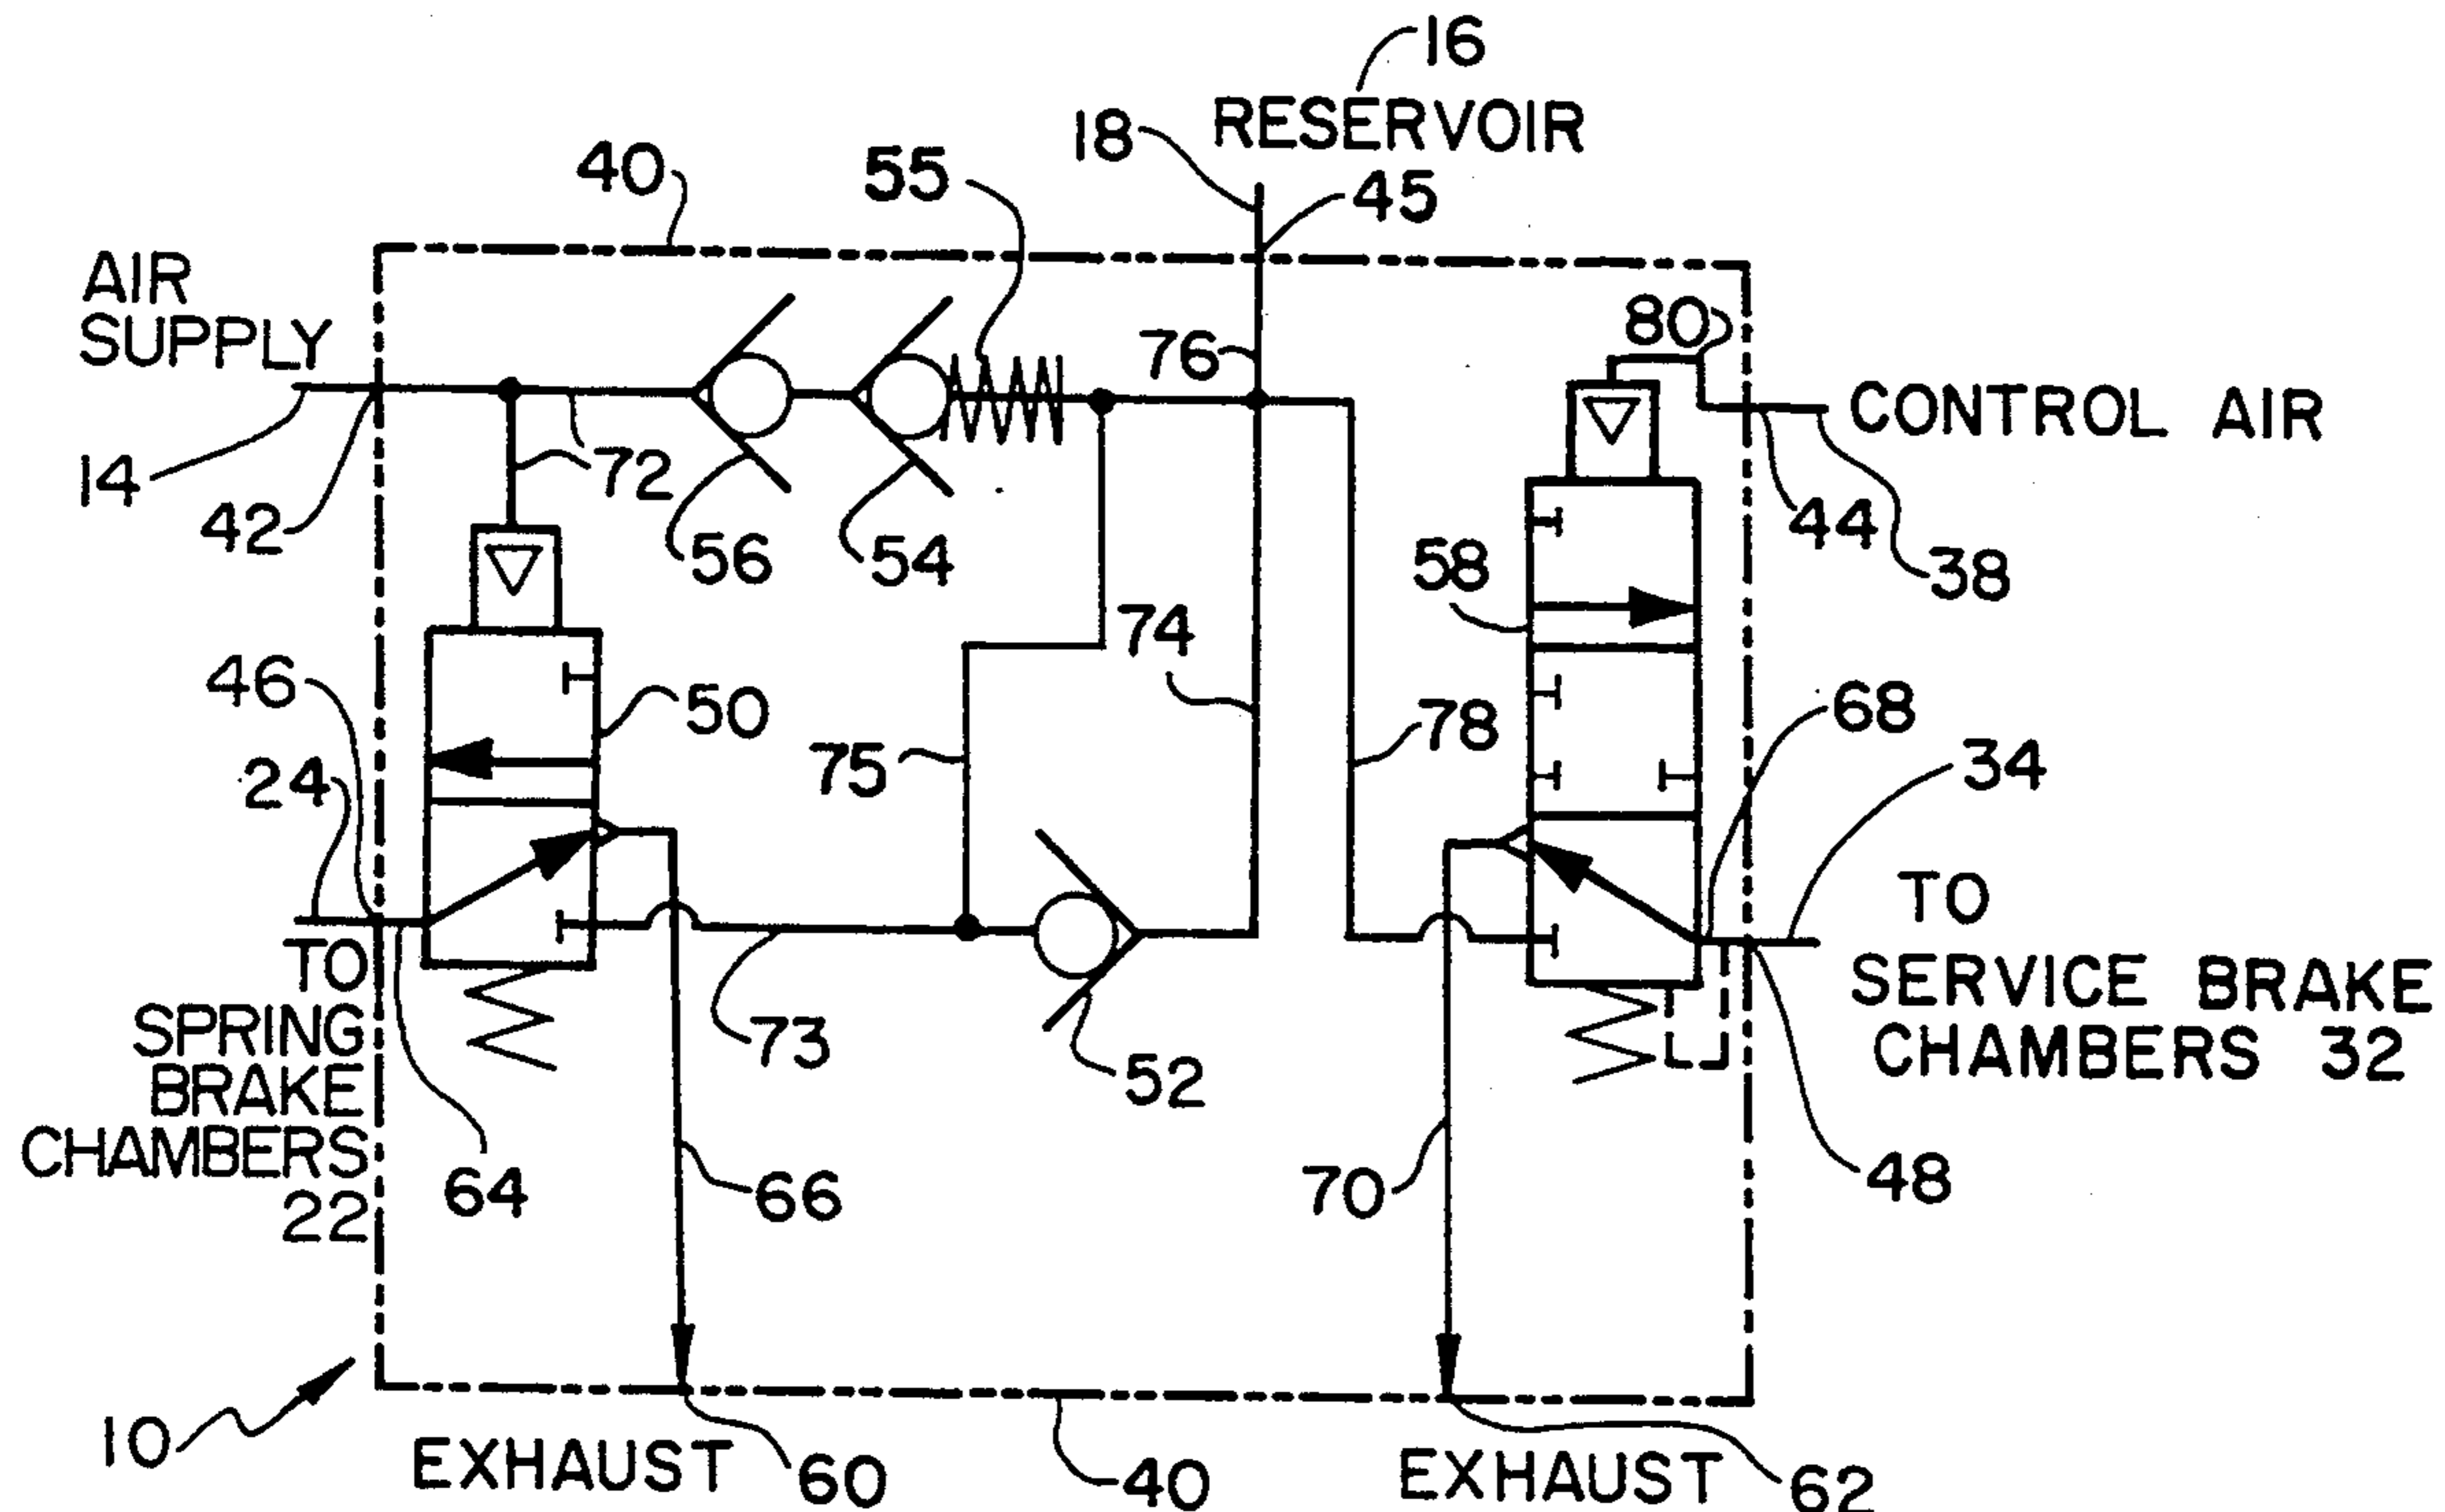 16
RESERVOIR
18
45
40
55
AIR
SUPPLY
76
80
CONTROL AIR
14
42
72
56
54
44
38
58
74
46
50
24
75
78
68
34
TO
SPRING
BRAKE
CHAMBERS
22
TO
SERVICE BRAKE
CHAMBERS 32
73
52
64
66
70
48
10
EXHAUST
60
40
EXHAUST
62